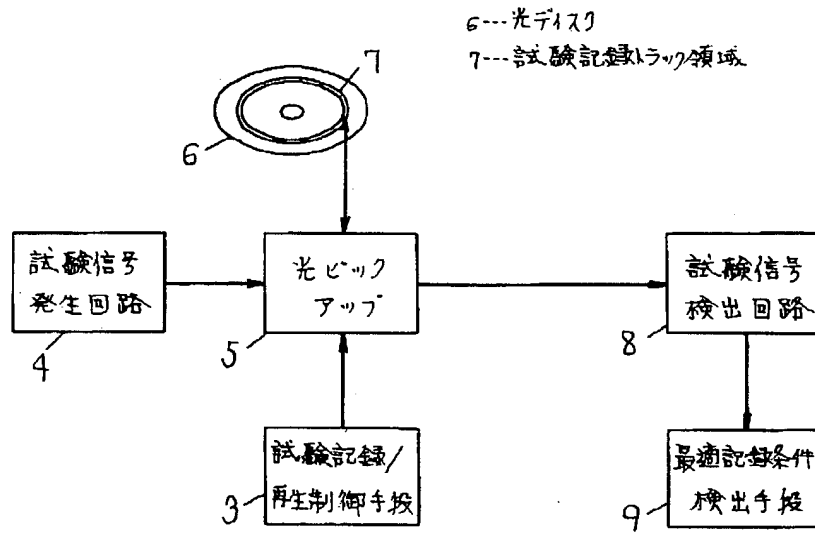 6---光ディスク
7---試験記録トラック領域
7
6
試験信号
発生回路
4
光ピック
アップ
5
試験信号
検出回路
8
試験記録/
再生制御手段
3
最適記録条件
検出手段
9